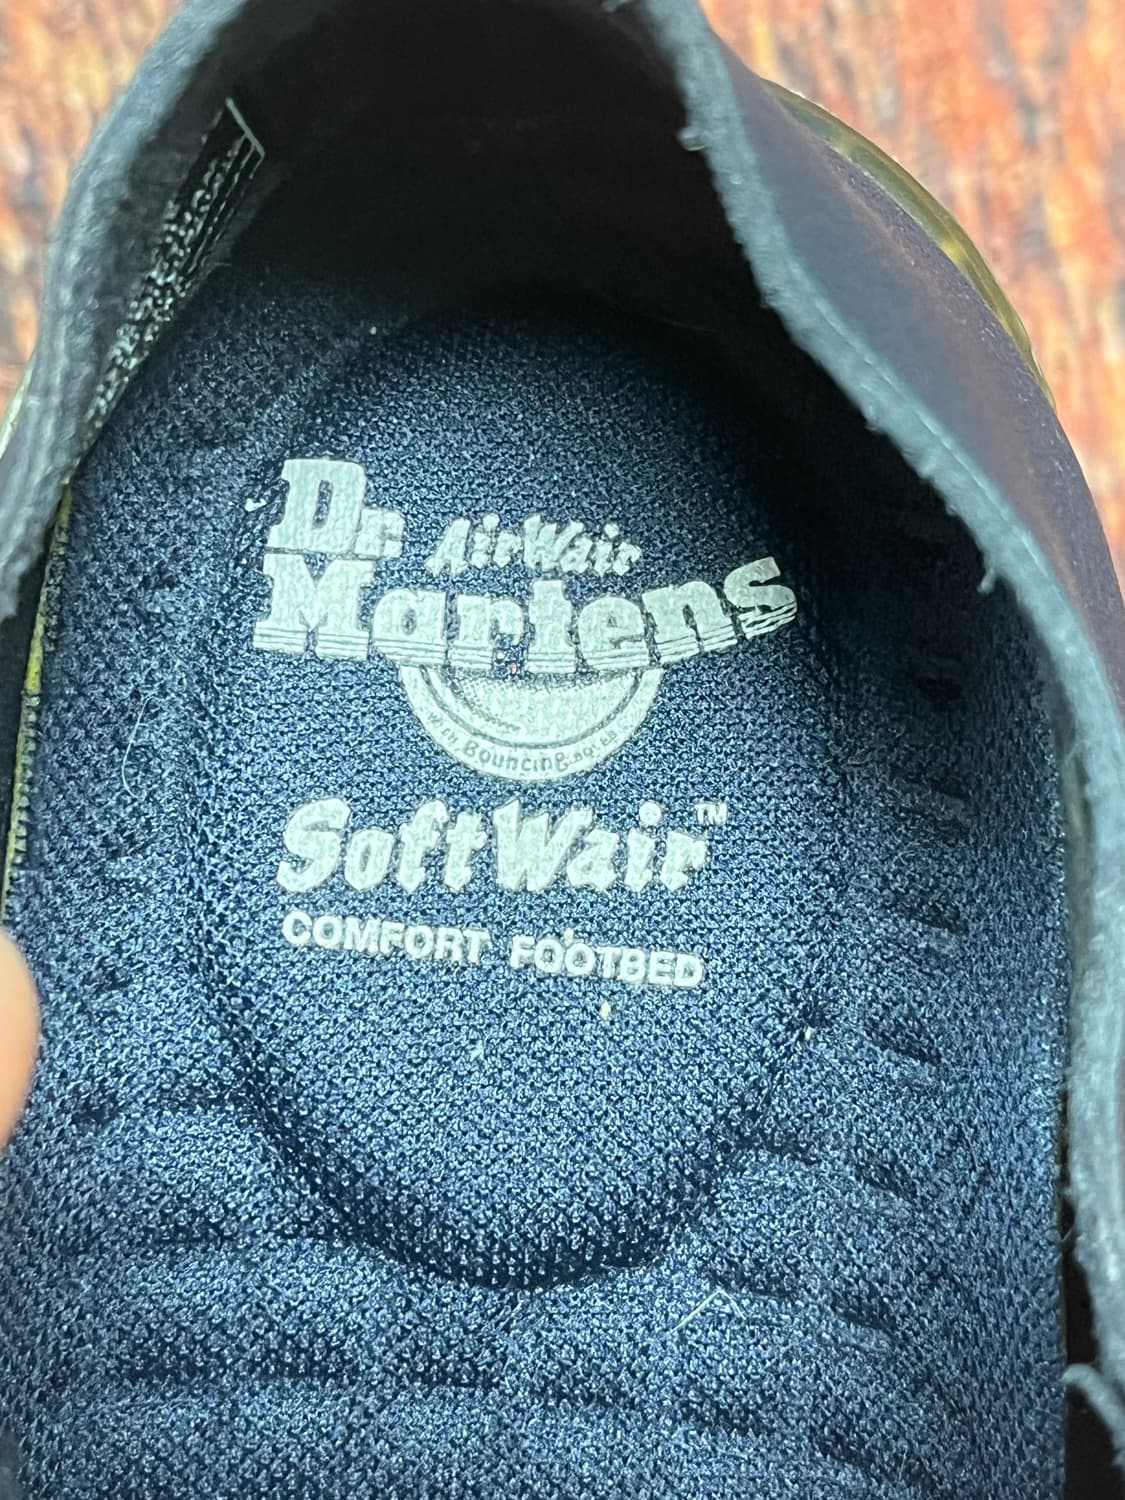 Dr.
AirWair
Martens
With Bouncing Soles
SoftWair™
COMFORT FOOTBED